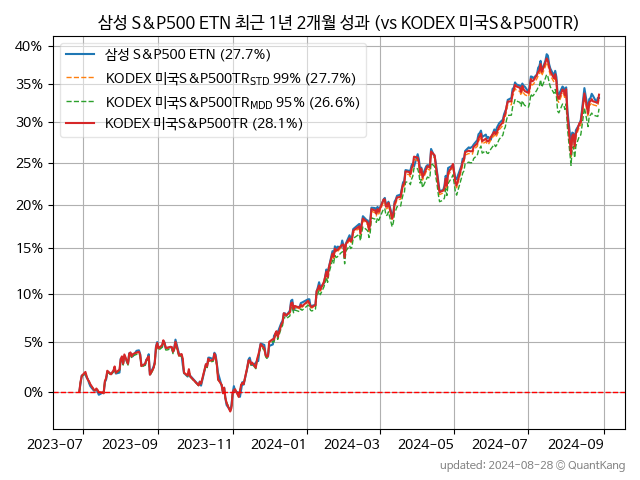 삼성 S&P500 ETN 최근 1년 2개월 성과 (vs KODEX 미국S&P500TR)
40%
35%
30%
25%
20%
15%
10%
5%
0%
삼성 S&P500 ETN (27.7%)
KODEX 미국S&P500TR STD 99% (27.7%)
KODEX 미국S&P500TR MDD 95% (26.6%)
KODEX 미국S&P500TR (28.1%)
2023-07 2023-09 2023-11 2024-01 2024-03 2024-05 2024-07 2024-09
updated: 2024-08-28 @ QuantKang